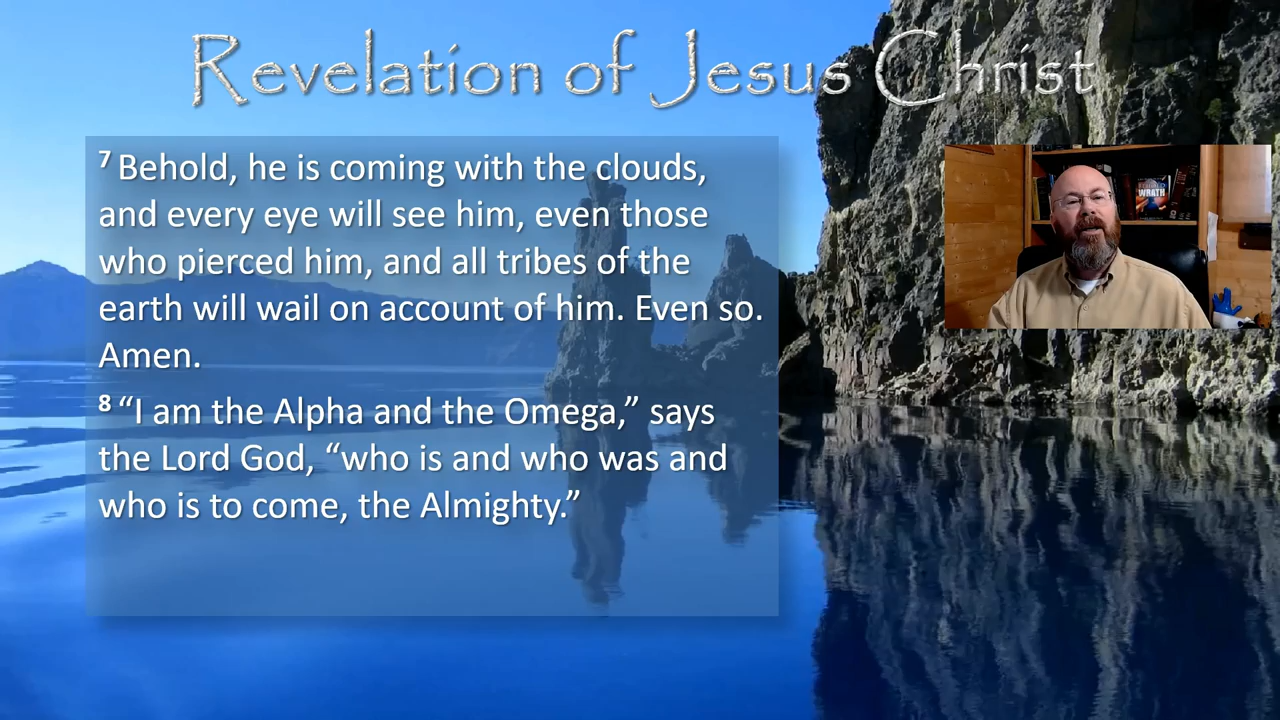 Revelation of Jesus Christ
7 Behold, he is coming with the clouds,
and every eye will see him, even those
who pierced him, and all tribes of the
earth will wail on account of him. Even so.
Amen.
8 “I am the Alpha and the Omega,” says
the Lord God, “who is and who was and
who is to come, the Almighty.”
WRATH